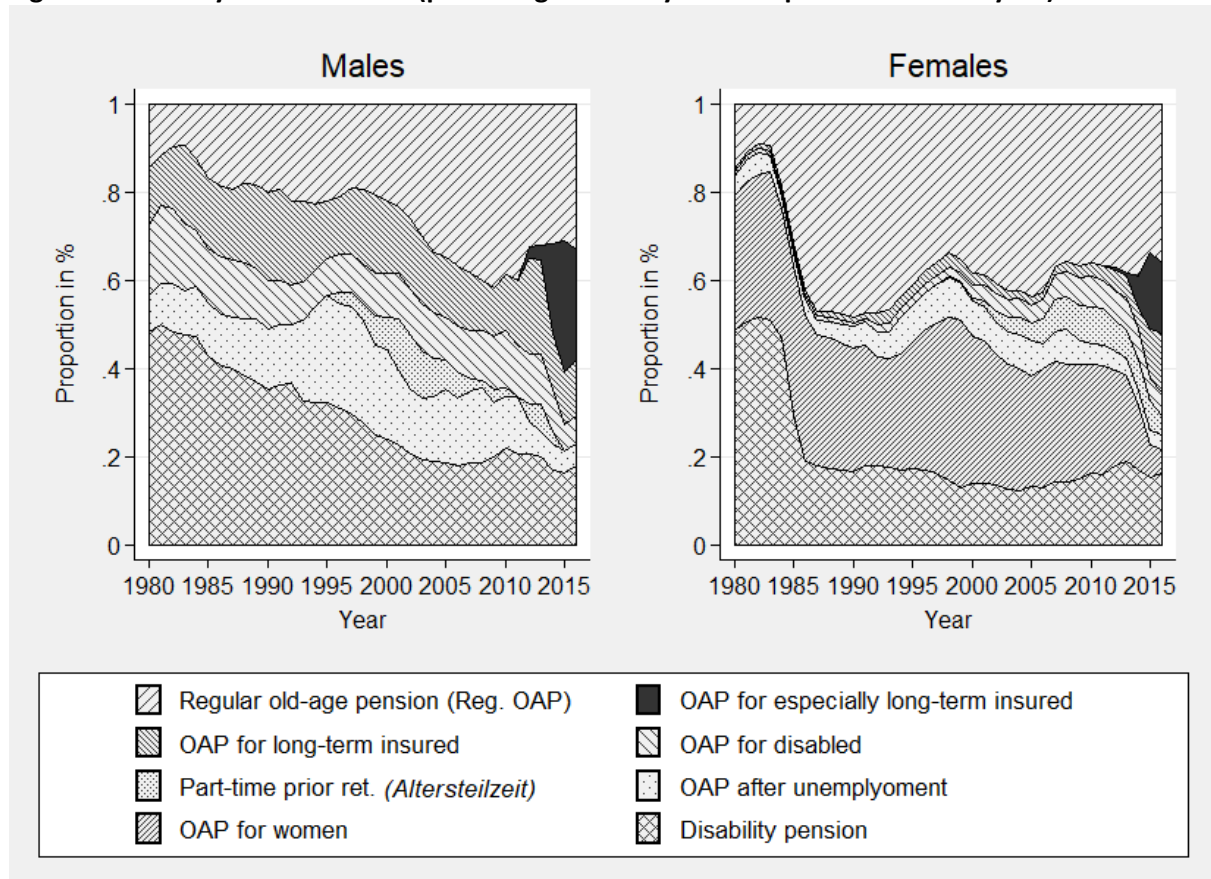 Males
Females
Proportion in %
1
.8
.6
.4
.2
0
1980 1985 1990 1995 2000 2005 2010 2015
Year
Proportion in %
1
.8
.6
.4
.2
0
1980 1985 1990 1995 2000 2005 2010 2015
Year
Regular old-age pension (Reg. OAP)
OAP for especially long-term insured
OAP for long-term insured
OAP for disabled
Part-time prior ret. (Altersteilzeit)
OAP after unemplyoment
OAP for women
Disability pension